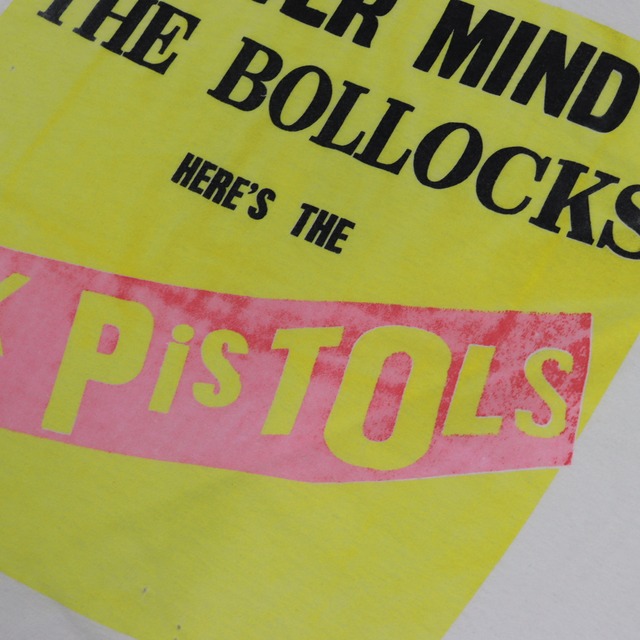 MIND
THE BOLLOCKS
HERE'S THE
PiSTOLS